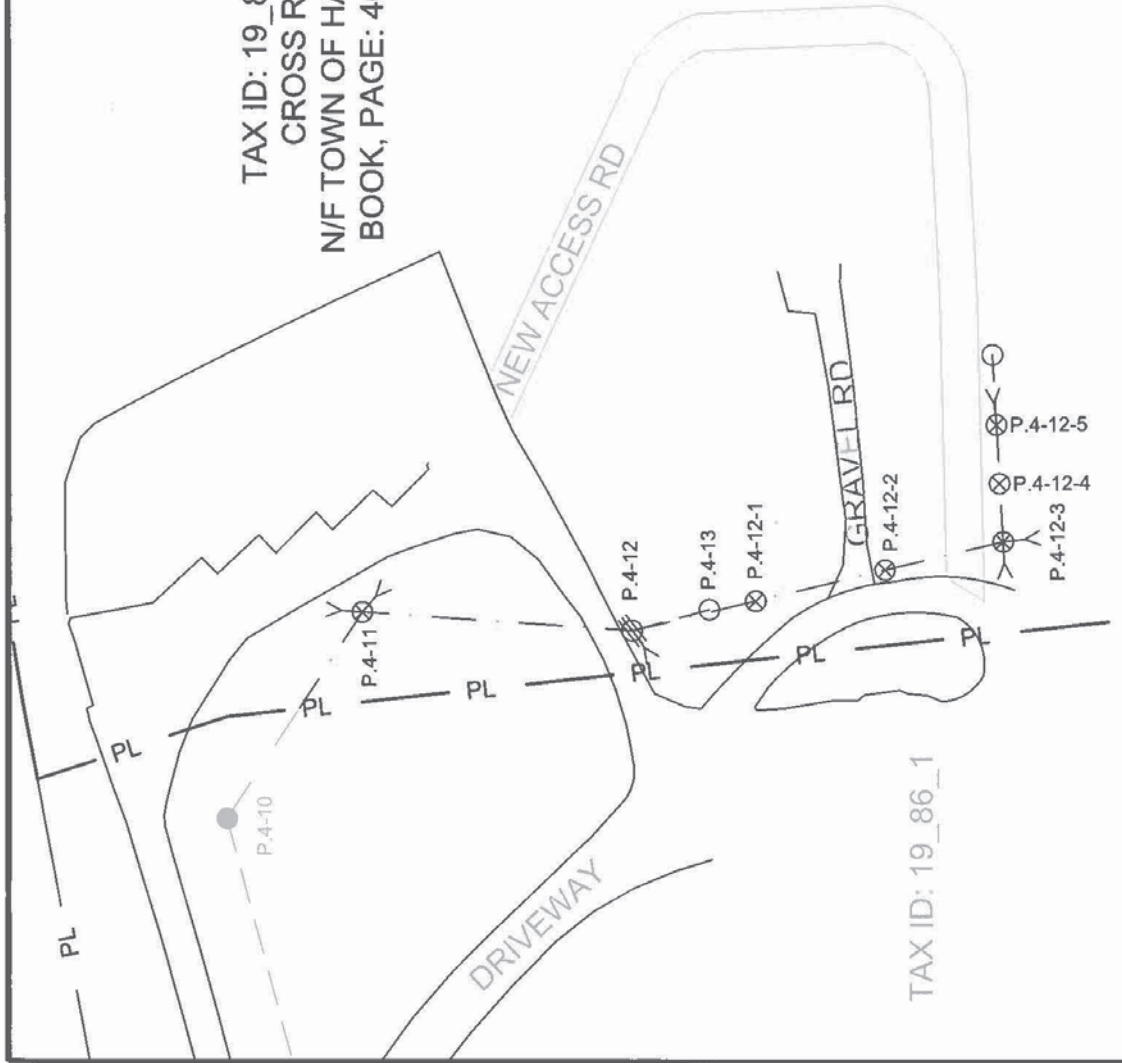 TAX ID: 19_8
CROSS R
N/F TOWN OF HA
BOOK, PAGE: 4
NEW ACCESS RD
GRAVEL RD
DRIVEWAY
TAX ID: 19_86_1
PL
PL
PL
PL
PL
PL
PL
P.4-10
P.4-11
P.4-12
P.4-13
P.4-12-1
P.4-12-2
P.4-12-3
P.4-12-4
P.4-12-5